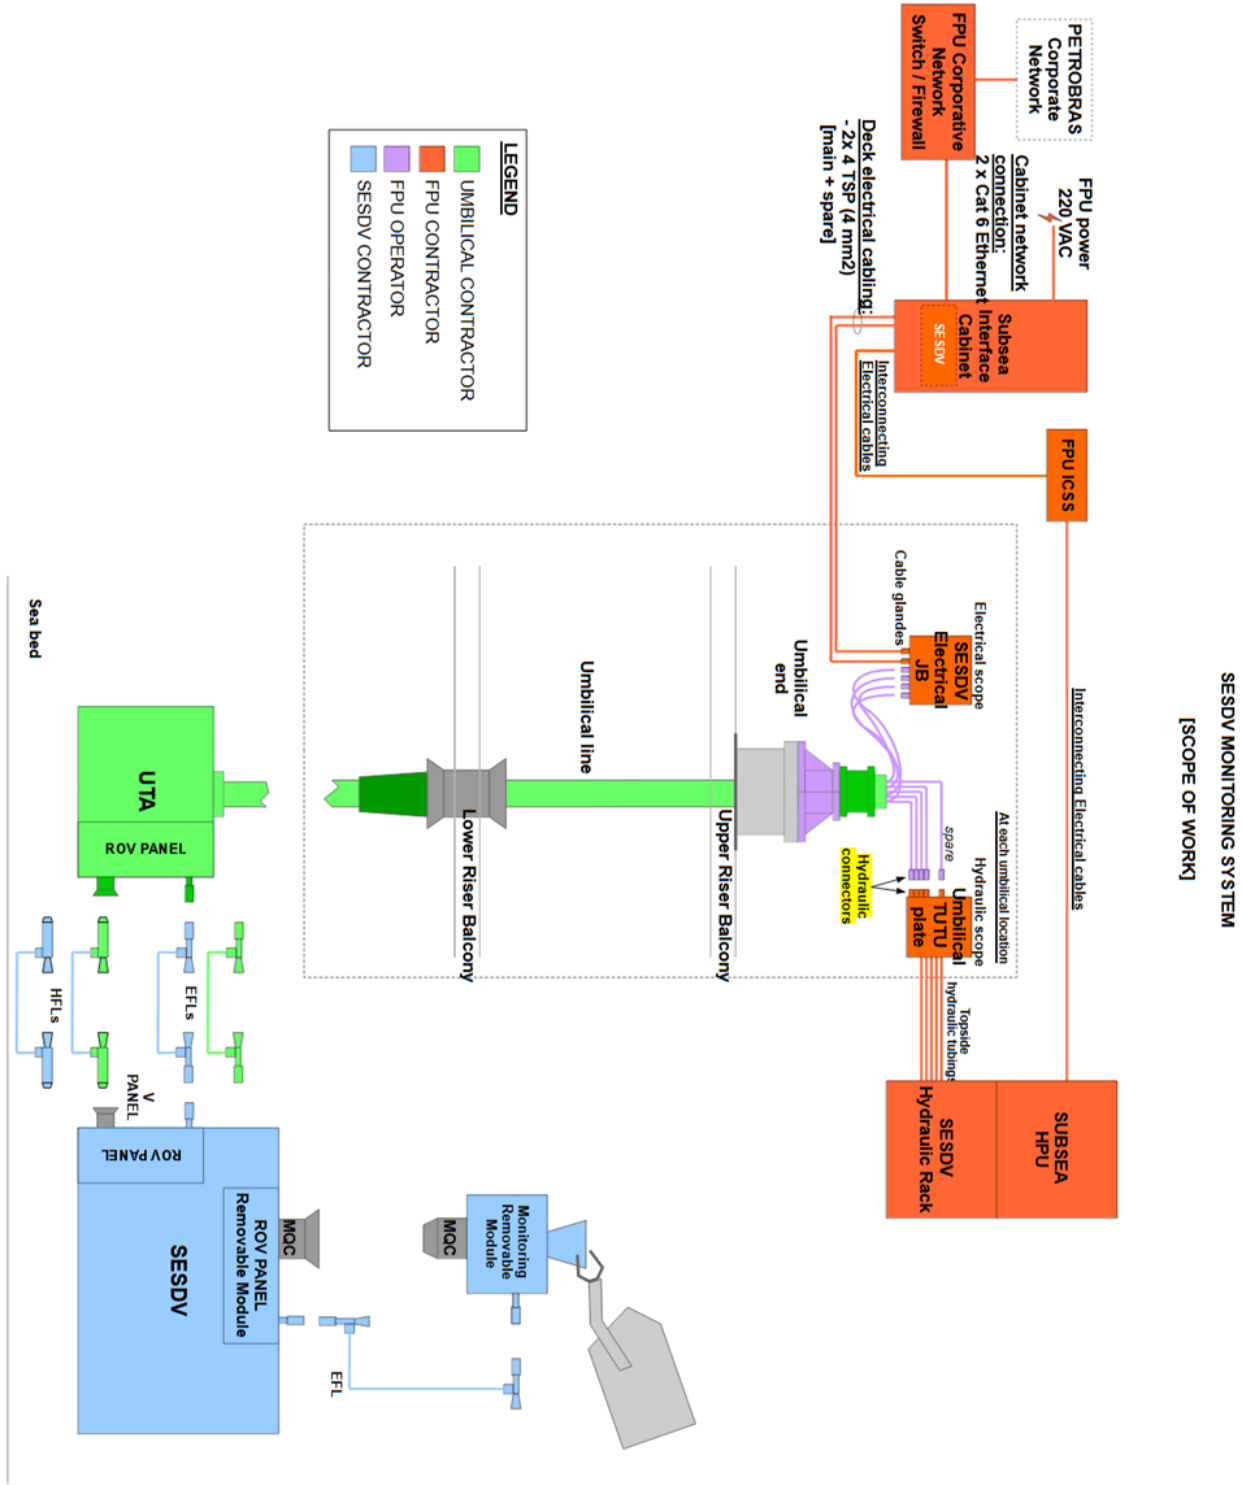 SESDV MONITORING SYSTEM
[SCOPE OF WORK]
PETROBRAS
Corporate
Network
FPU Corporative
Network
Switch / Firewall
FPU power
220 VAC
Cabinet network
connection:
2 x Cat 6 Ethernet
Subsea
Interface
Cabinet
SESDV
Deck electrical cabling:
- 2x 4 TSP (4 mm2)
[main + spare]
Interconnecting
Electrical cables
FPU ICSS
Interconnecting Electrical cables
LEGEND
UMBILICAL CONTRACTOR
FPU CONTRACTOR
FPU OPERATOR
SESDV CONTRACTOR
Electrical scope
SESDV
Electrical
JB
Cable glandes
Umbilical
end
Umbilical line
At each umbilical location
Hydraulic scope
spare
Umbilical
TUTU
plate
Hydraulic
connectors
Upper Riser Balcony
Lower Riser Balcony
Topside
hydraulic tubings
SUBSEA
HPU
SESDV
Hydraulic Rack
Sea bed
UTA
ROV PANEL
EFLs
HFLs
V
PANEL
ROV PANEL
SESDV
ROV PANEL
Removable Module
MQC
MQC
Monitoring
Removable
Module
EFL